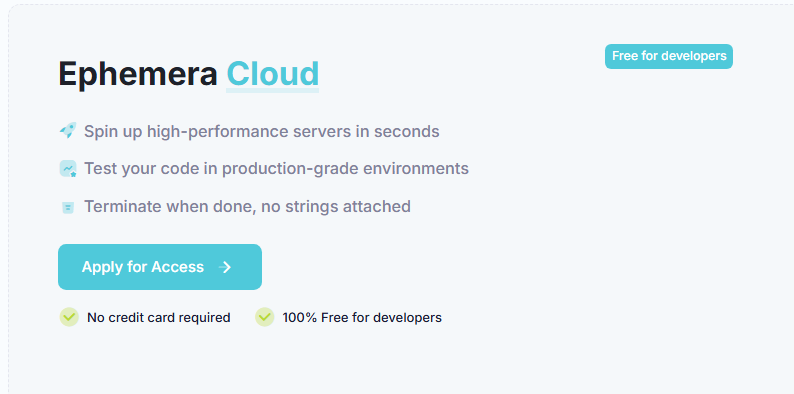 Ephemera Cloud
Free for developers
Spin up high-performance servers in seconds
Test your code in production-grade environments
Terminate when done, no strings attached
Apply for Access
No credit card required
100% Free for developers